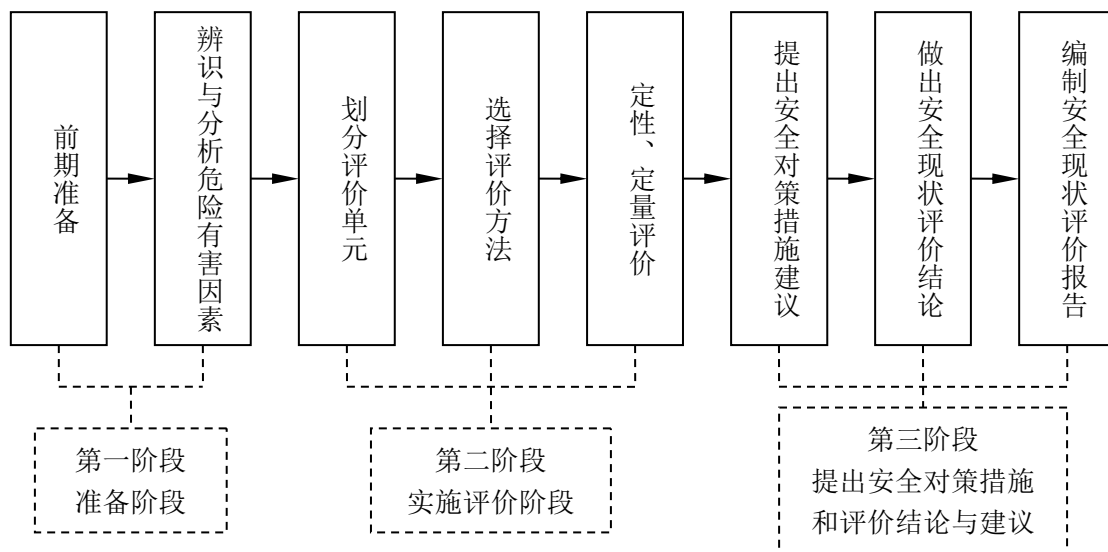 前期准备
辨识与分析危险有害因素
划分评价单元
选择评价方法
定性、定量评价
提出安全对策措施建议
做出安全现状评价结论
编制安全现状评价报告
第一阶段
准备阶段
第二阶段
实施评价阶段
第三阶段
提出安全对策措施
和评价结论与建议